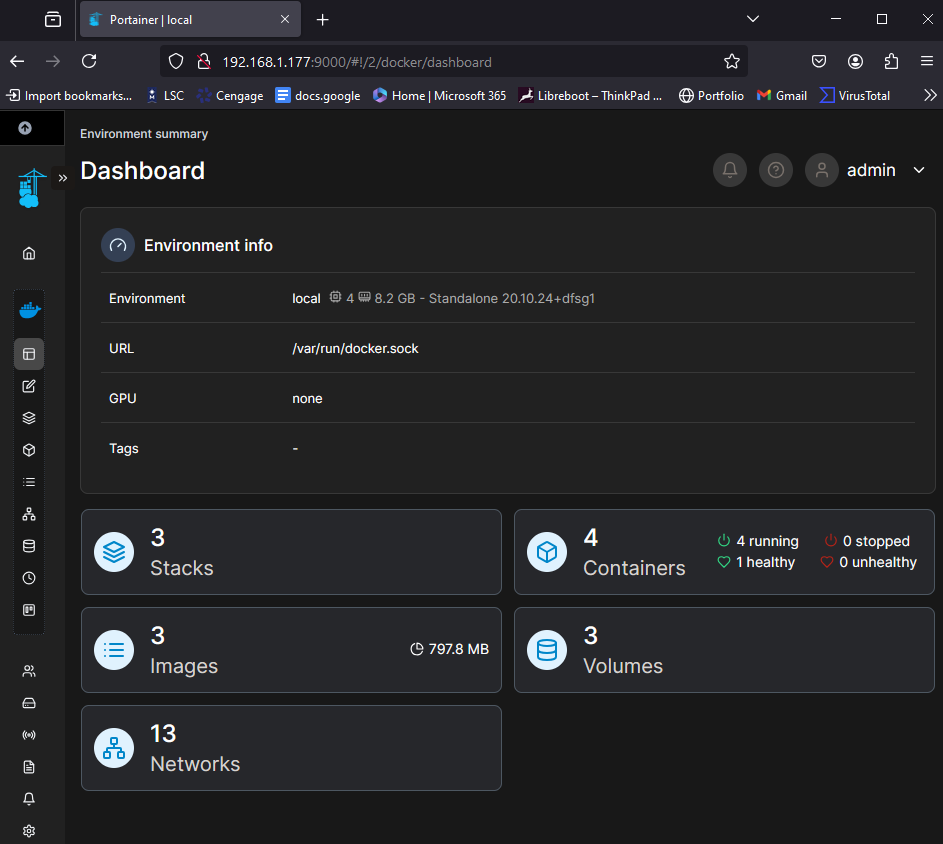 Portainer | local
192.168.1.177:9000/#!/2/docker/dashboard
Import bookmarks... LSC Cengage docs.google Home | Microsoft 365 Libreboot – ThinkPad ... Portfolio Gmail VirusTotal
Environment summary
Dashboard
admin
Environment info
Environment local 4 8.2 GB - Standalone 20.10.24+dfsg1
URL /var/run/docker.sock
GPU none
Tags -
3
Stacks
4
Containers
4 running 0 stopped
1 healthy 0 unhealthy
3
Images
797.8 MB
3
Volumes
13
Networks